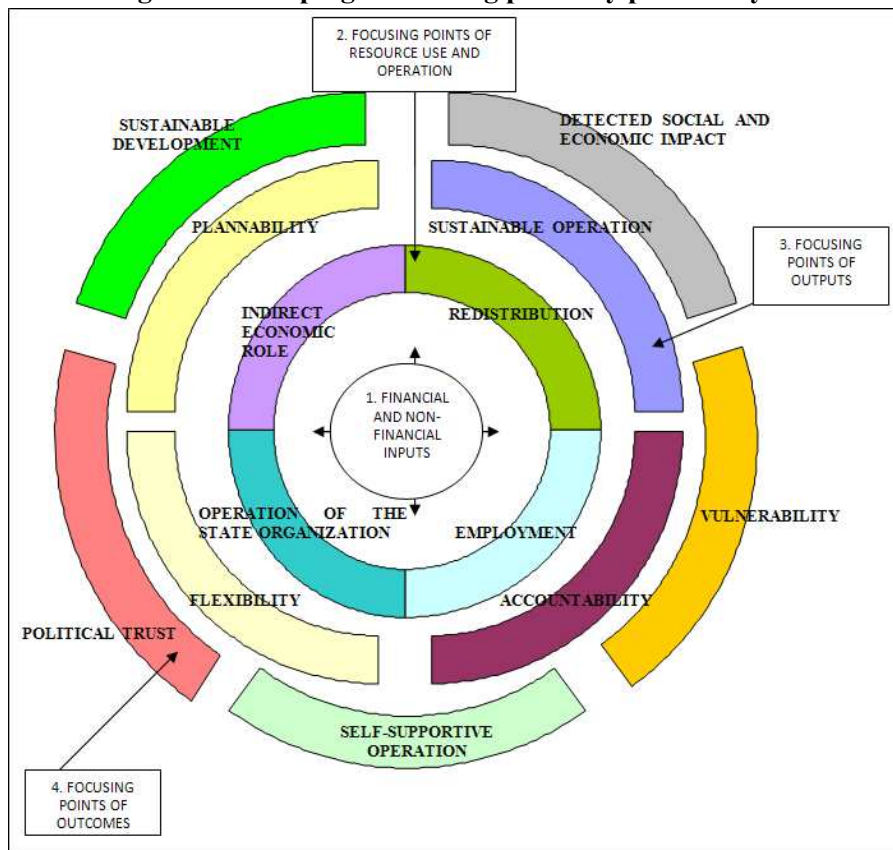 2. FOCUSING POINTS OF
RESOURCE USE AND
OPERATION
SUSTAINABLE
DEVELOPMENT
DETECTED SOCIAL AND
ECONOMIC IMPACT
PLANNABILITY
SUSTAINABLE OPERATION
3. FOCUSING
POINTS OF
OUTPUTS
INDIRECT
ECONOMIC
ROLE
REDISTRIBUTION
1. FINANCIAL
AND NON-
FINANCIAL
INPUTS
OPERATION OF THE
STATE ORGANIZATION
EMPLOYMENT
VULNERABILITY
FLEXIBILITY
ACCOUNTABILITY
POLITICAL TRUST
SELF-SUPPORTIVE
OPERATION
4. FOCUSING
POINTS OF
OUTCOMES